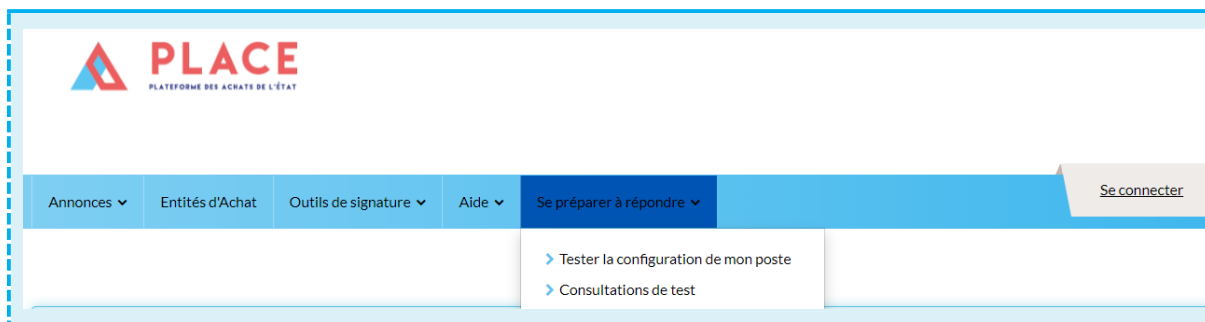 PLACE
PLATEFORME DES ACHATS DE L'ÉTAT
Se connecter
Annonces
Entités d'Achat
Outils de signature
Aide
Se préparer à répondre
Tester la configuration de mon poste
Consultations de test